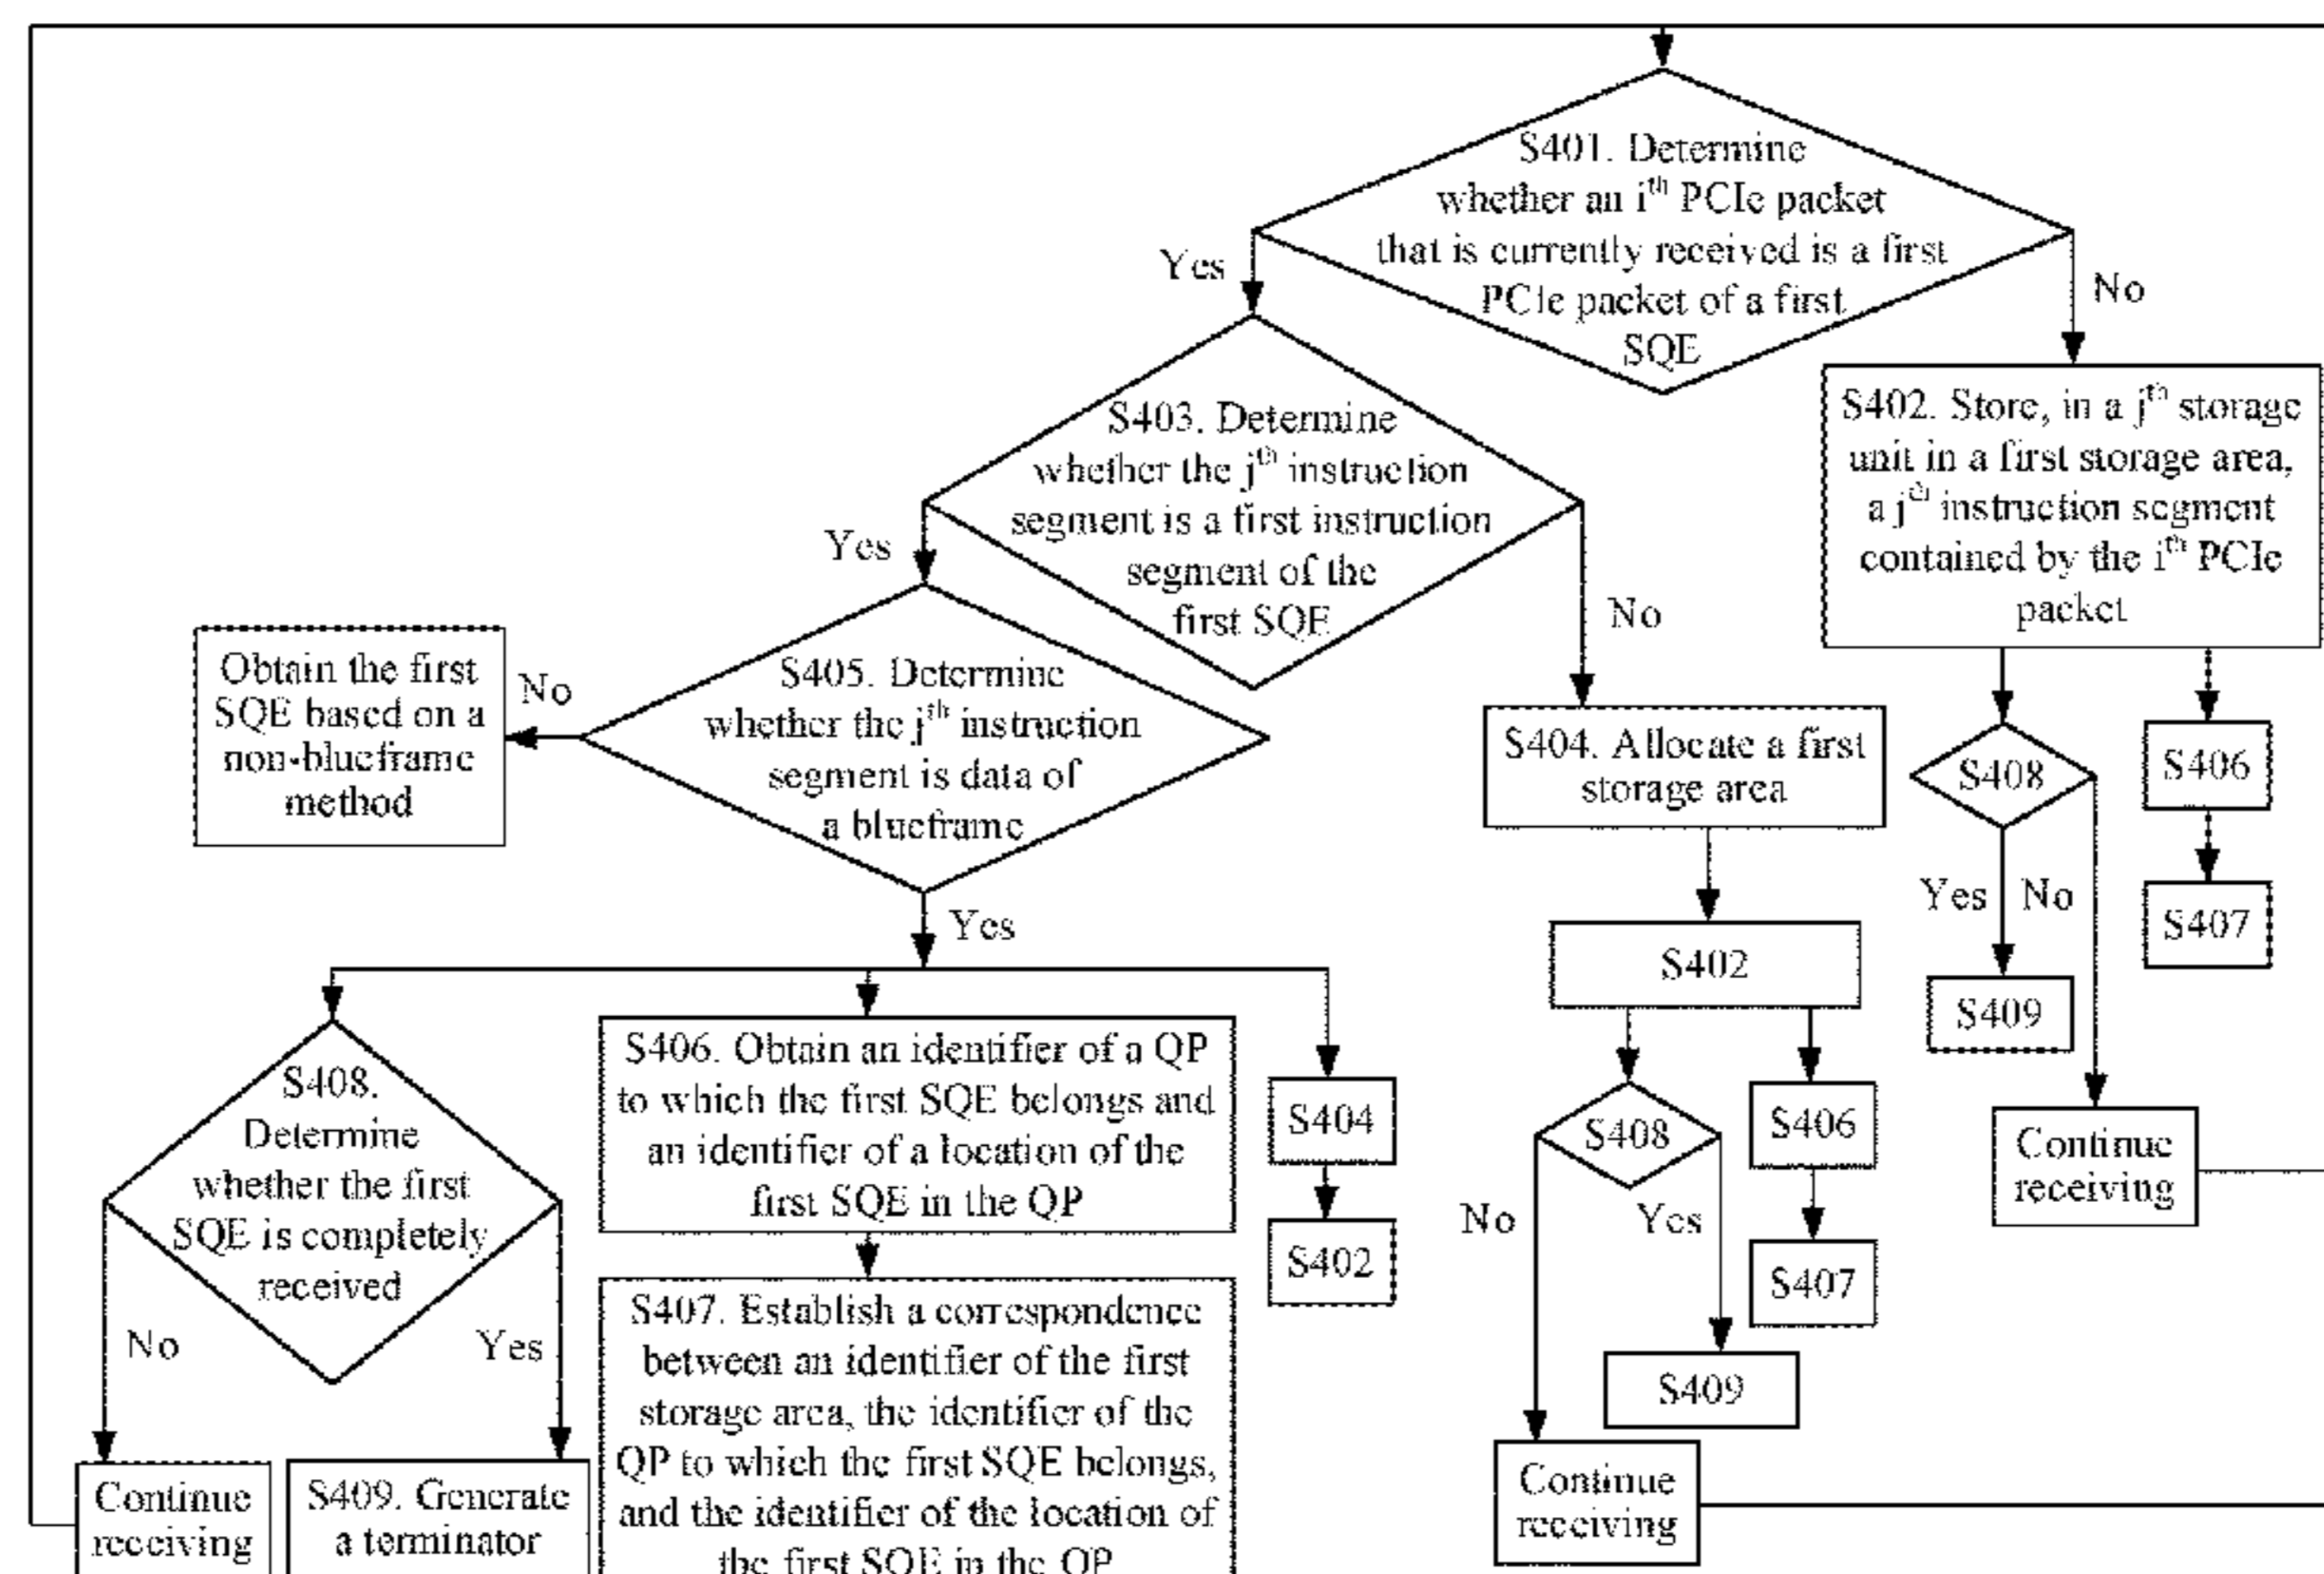 S401. Determine
whether an ith PCIe packet
that is currently received is a first
PCIe packet of a first
SQE
Yes
No
S403. Determine
whether the jth instruction
segment is a first instruction
segment of the
first SQE
Yes
No
S402. Store, in a jth storage
unit in a first storage area,
a jth instruction segment
contained by the ith PCIe
packet
Obtain the first
SQE based on a
non-blueframe
method
No
S405. Determine
whether the jth instruction
segment is data of
a blueframe
Yes
S404. Allocate a first
storage area
S408
S406
Yes
No
S407
S409
Continue
receiving
S402
S408
S406
No
Yes
S407
S409
Continue
receiving
S408.
Determine
whether the first
SQE is completely
received
No
Yes
Continue
receiving
S409. Generate
a terminator
S406. Obtain an identifier of a QP
to which the first SQE belongs and
an identifier of a location of the
first SQE in the QP
S407. Establish a correspondence
between an identifier of the first
storage area, the identifier of the
QP to which the first SQE belongs,
and the identifier of the location of
the first SQE in the QP
S404
S402